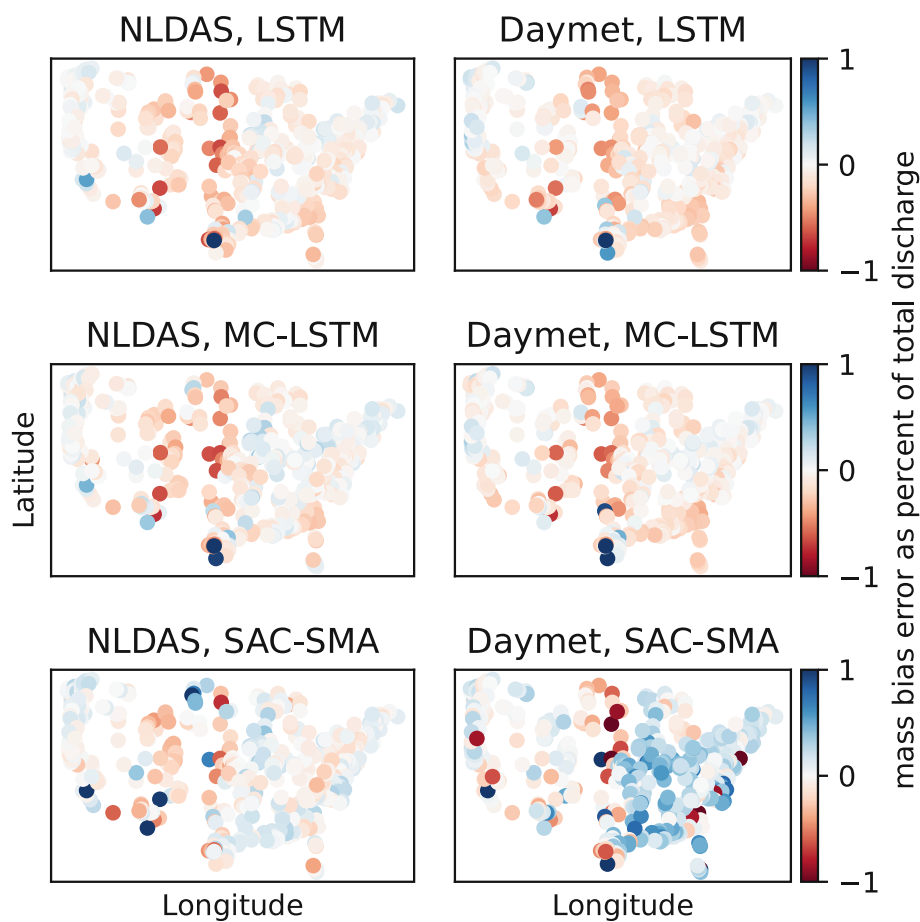 NLDAS, LSTM
Daymet, LSTM
1
0
−1
NLDAS, MC-LSTM
Daymet, MC-LSTM
1
0
−1
NLDAS, SAC-SMA
Daymet, SAC-SMA
1
0
−1
Latitude
Longitude
Longitude
mass bias error as percent of total discharge